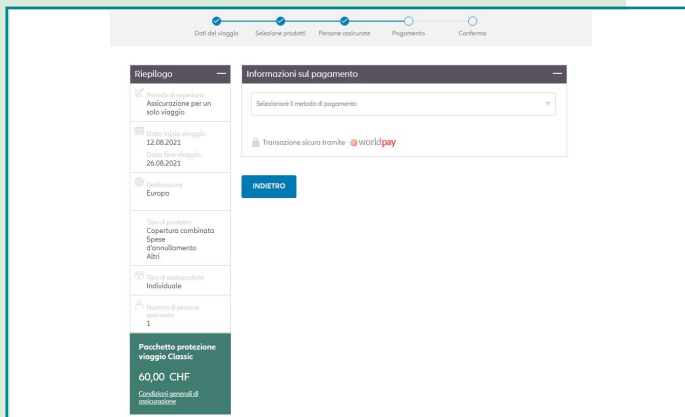 Dati del viaggio Selezione prodotti Persone assicurate Pagamento Conferma
Riepilogo
Periodo di copertura
Assicurazione per un
solo viaggio
Data inizio viaggio
12.08.2021
Data fine viaggio
26.08.2021
Destinazione
Europa
Tipo di prodotto
Copertura combinata
Spese
d'annullamento
Altri
Tipo di assicurazione
Individuale
Numero di persone
assicurate
1
Pacchetto protezione
viaggio Classic
60,00 CHF
Condizioni generali di
assicurazione
Informazioni sul pagamento
Selezionare il metodo di pagamento
Transazione sicura tramite worldpay
INDIETRO